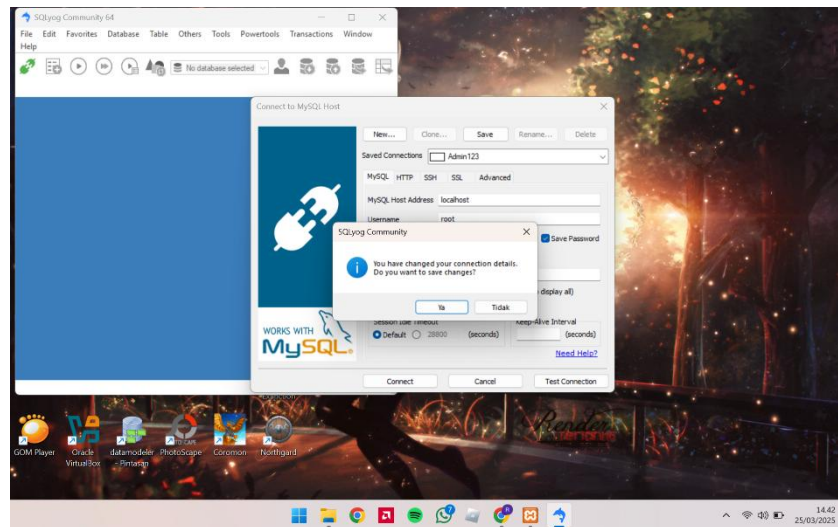 SQLyog Community 64
File Edit Favorites Database Table Others Tools Powertools Transactions Window
Help
No database selected
Connect to MySQL Host
New... Clone... Save Rename... Delete
Saved Connections Admin123
MySQL HTTP SSH SSL Advanced
MySQL Host Address localhost
Username root
SQLyog Community
Save Password
You have changed your connection details.
Do you want to save changes?
display all)
Ya Tidak
Session Idle Timeout Keep-Alive Interval
Default 28800 (seconds) (seconds)
WORKS WITH
MySQL
Need Help?
Connect Cancel Test Connection
GOM Player
Oracle
VirtualBox
datamodeler
- Pintasan
PhotoScape
Coromon
Northgard
Render
14.42
25/03/2025